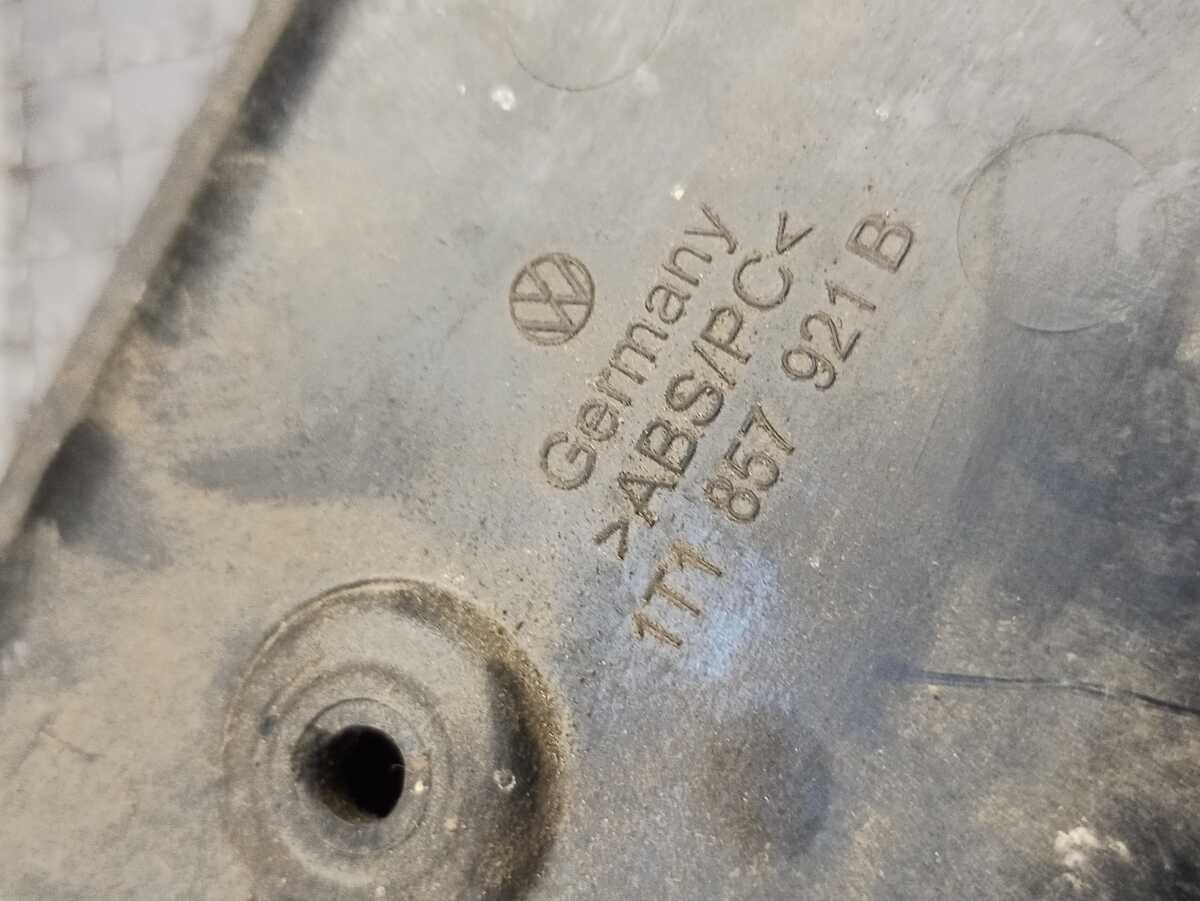 Germany
>ABS/PC<
1T1 857 921 B